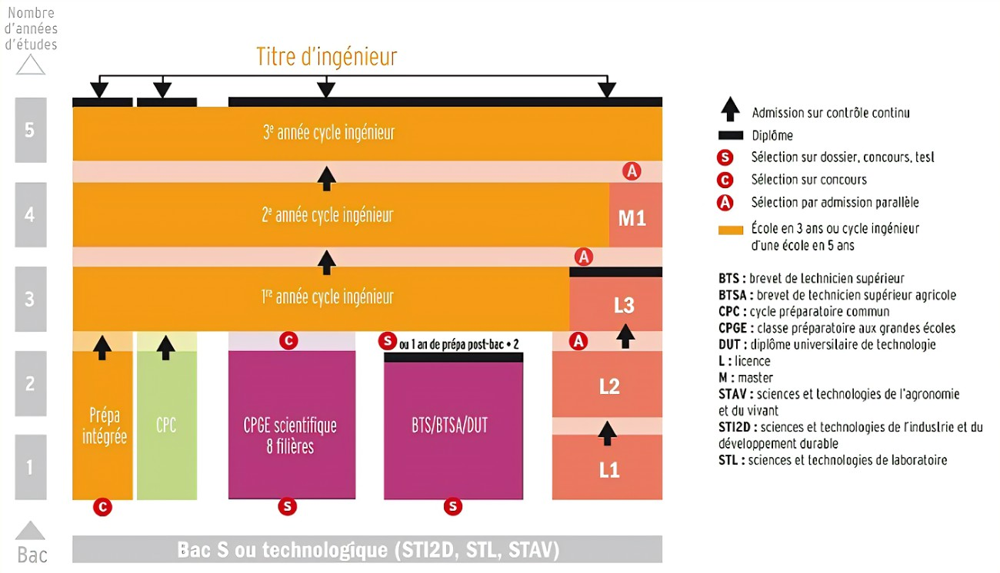 Nombre
d'années
d'études
Titre d'ingénieur
5
3e année cycle ingénieur
A
4
2e année cycle ingénieur
M1
A
3
1re année cycle ingénieur
L3
C
S ou 1 an de prépa post-bac • 2
A
2
L2
Prépa
intégrée
CPC
CPGE scientifique
8 filières
BTS/BTSA/DUT
1
L1
C
S
S
Bac
Bac S ou technologique (STI2D, STL, STAV)
Admission sur contrôle continu
Diplôme
S Sélection sur dossier, concours, test
C Sélection sur concours
A Sélection par admission parallèle
École en 3 ans ou cycle ingénieur
d'une école en 5 ans
BTS : brevet de technicien supérieur
BTSA : brevet de technicien supérieur agricole
CPC : cycle préparatoire commun
CPGE : classe préparatoire aux grandes écoles
DUT : diplôme universilaire de technologie
L : licence
M : master
STAV : sciences et technologies de l'agronomie
et du vivant
STI2D : sciences et technologies de l'industrie et du
développement durable
STL : sciences et technologies de laboratoire